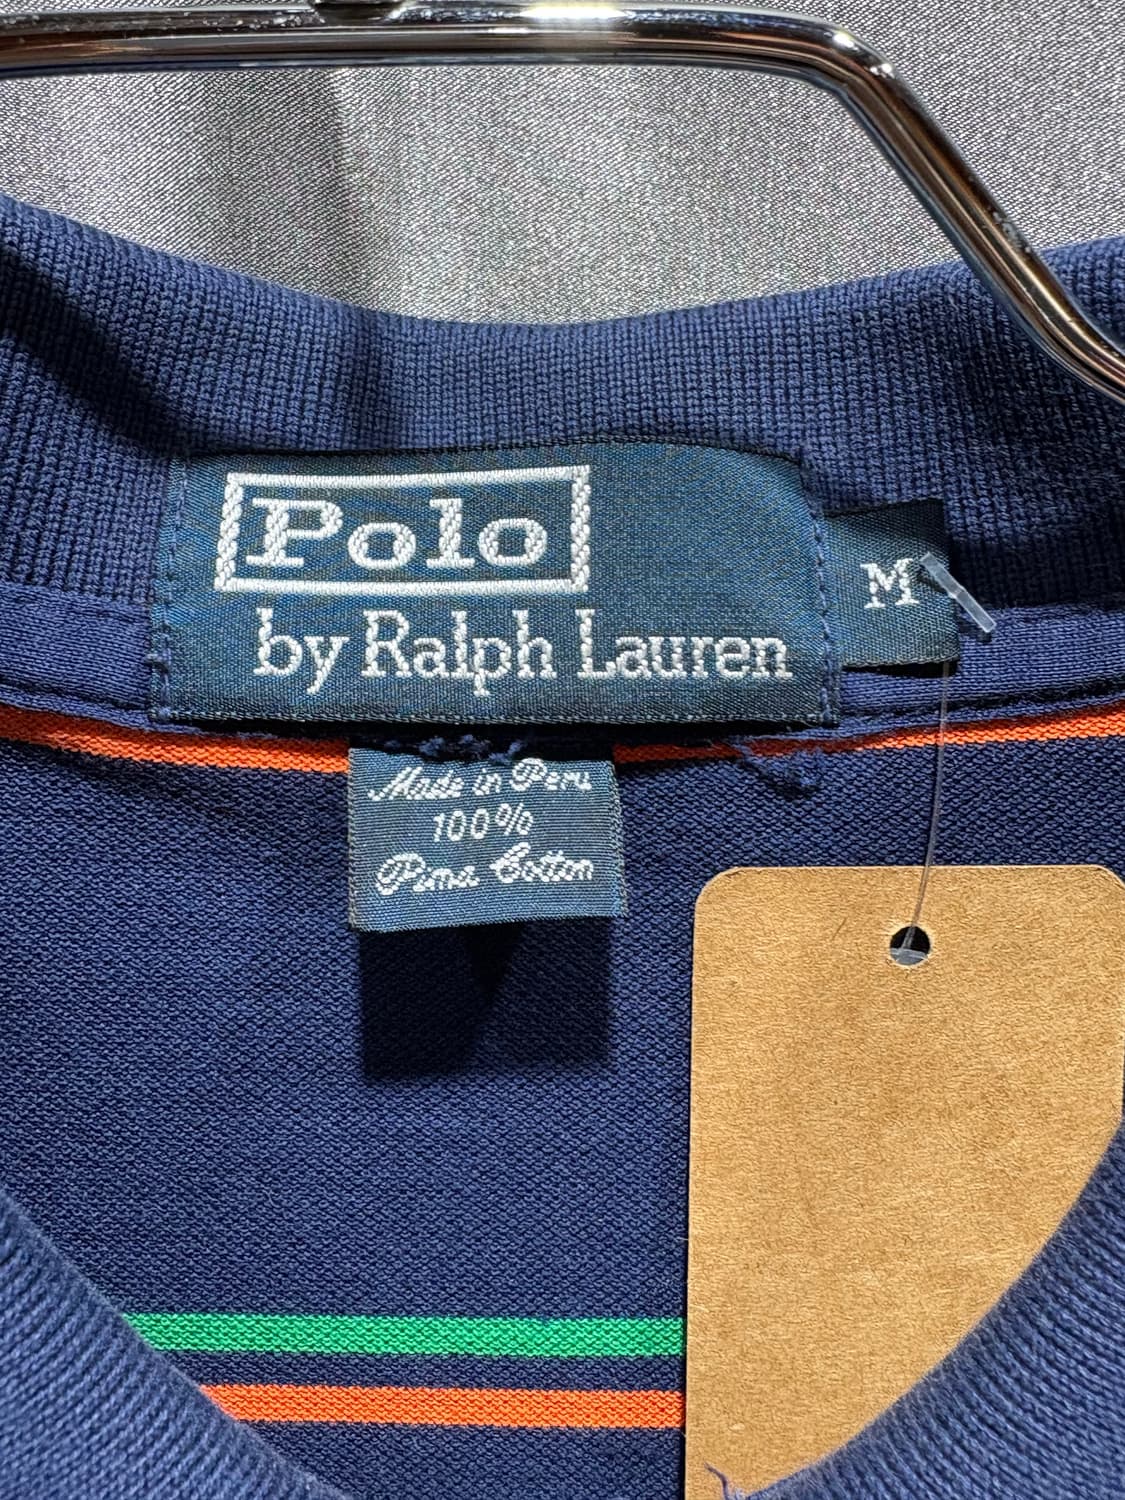 Polo
by Ralph Lauren
M
Made in Peru
100%
Pima Cotton